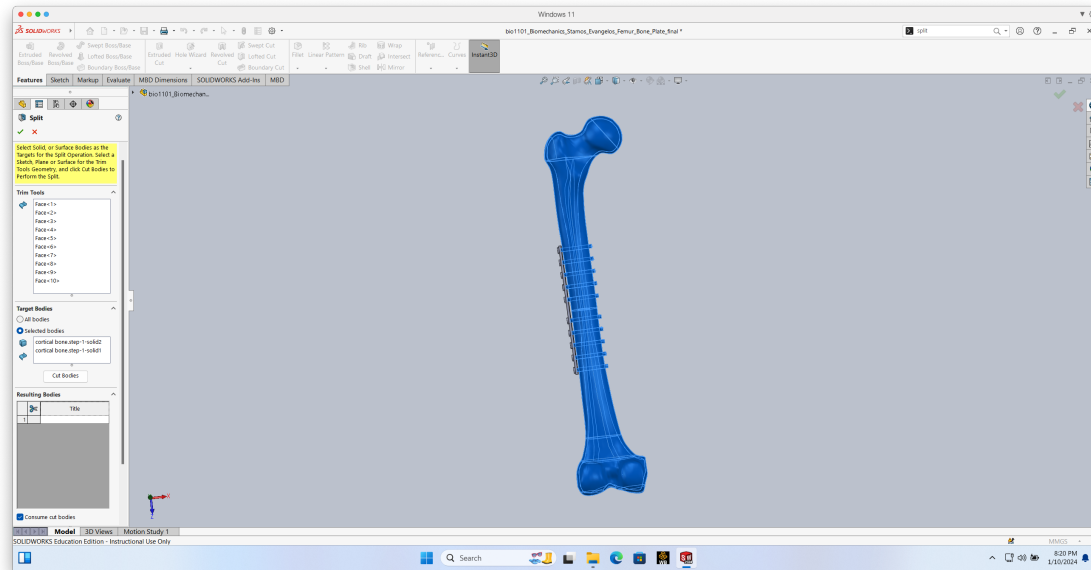 Windows 11
SOLIDWORKS
bio1101_Biomechanics_Stamos_Evangelos_Femur_Bone_Plate_final *
split
Extruded Boss/Base
Revolved Boss/Base
Swept Boss/Base
Lofted Boss/Base
Boundary Boss/Base
Extruded Cut
Hole Wizard
Revolved Cut
Swept Cut
Lofted Cut
Boundary Cut
Fillet
Linear Pattern
Rib
Draft
Shell
Wrap
Intersect
Mirror
Referenc...
Curves
Instant3D
Features Sketch Markup Evaluate MBD Dimensions SOLIDWORKS Add-Ins MBD
bio1101_Biomechan...
Split
Select Solid, or Surface Bodies as the
Targets for the Split Operation. Select a
Sketch, Plane or Surface for the Trim
Tools Geometry, and click Cut Bodies to
Perform the Split.
Trim Tools
Face<1>
Face<2>
Face<3>
Face<4>
Face<5>
Face<6>
Face<7>
Face<8>
Face<9>
Face<10>
Target Bodies
All bodies
Selected bodies
cortical bone.step-1-solid2
cortical bone.step-1-solid1
Cut Bodies
Resulting Bodies
Title
1
Consume cut bodies
X
Model 3D Views Motion Study 1
SOLIDWORKS Education Edition - Instructional Use Only
MMGS
Search
8:20 PM
1/10/2024